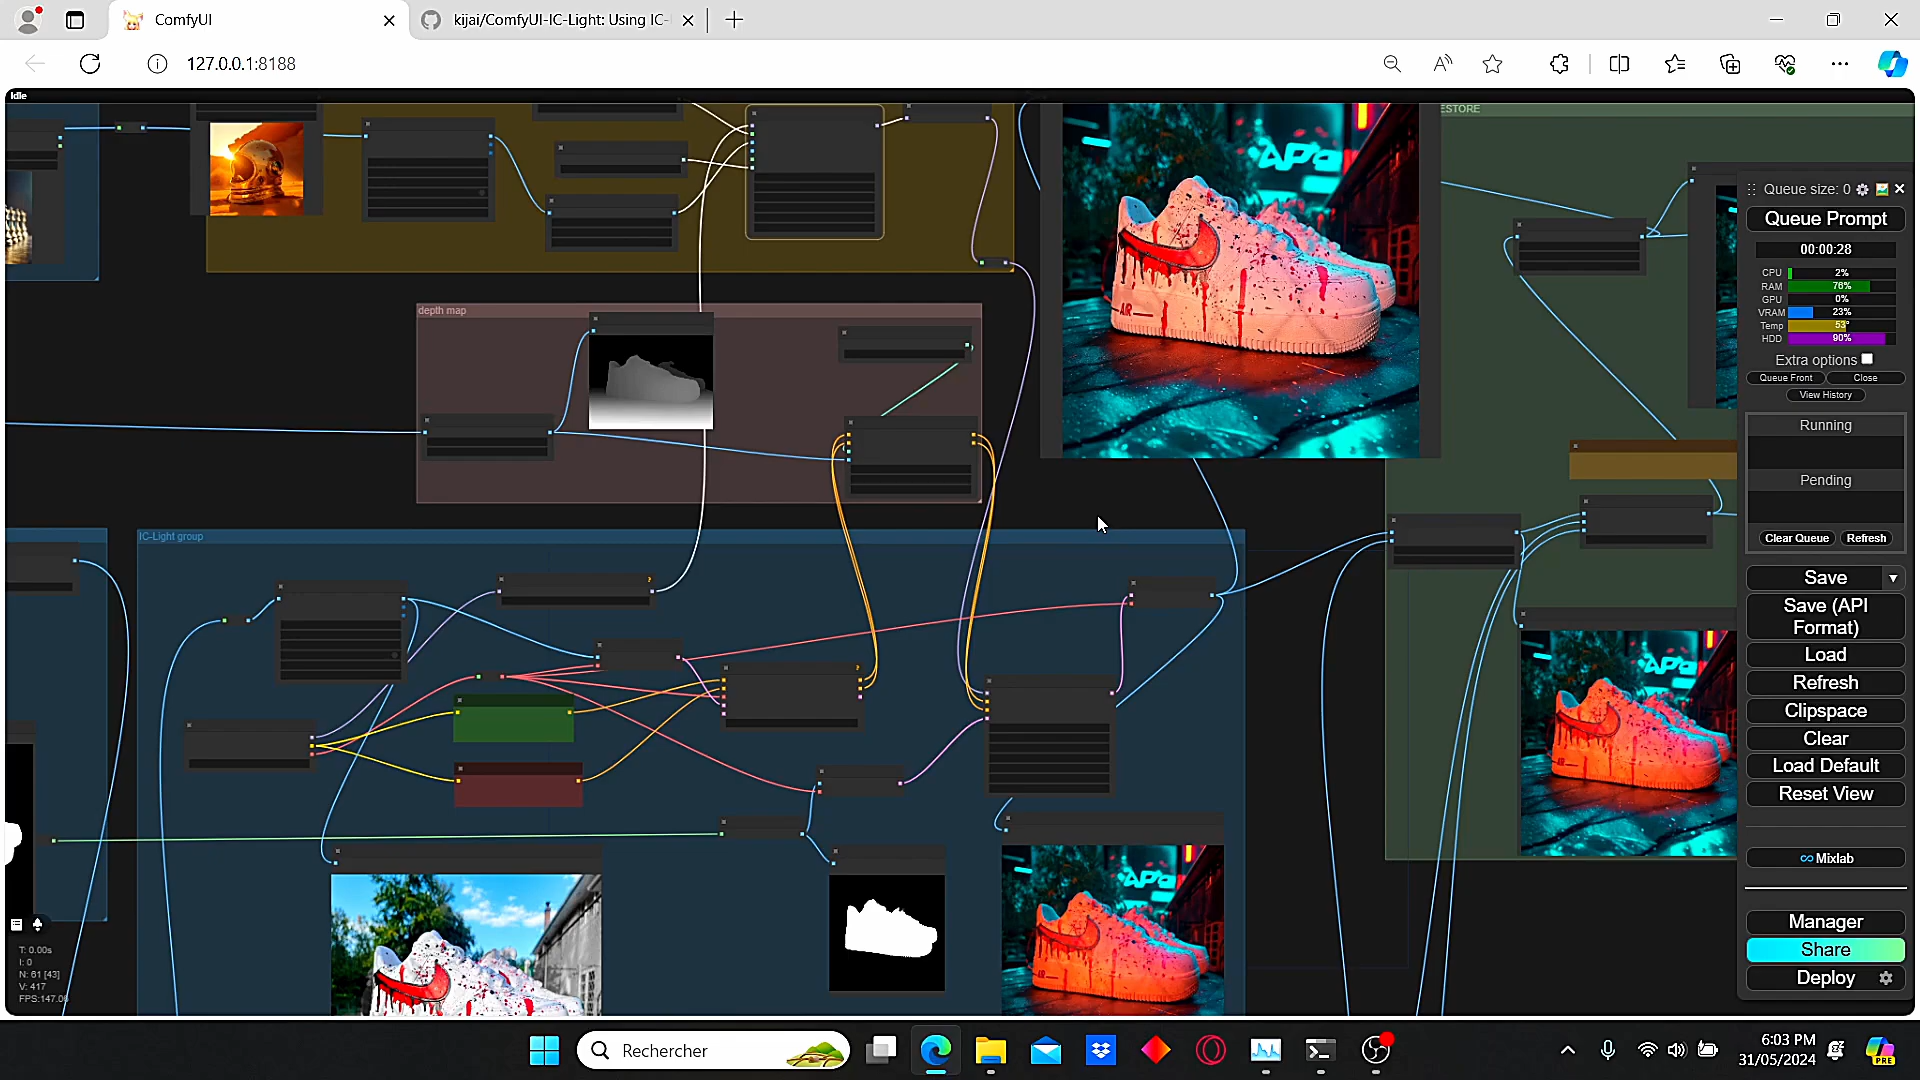 ComfyUI
kijai/ComfyUI-IC-Light: Using IC-
127.0.0.1:8188
Idle
ESTORE
Queue size: 0
Queue Prompt
00:00:28
CPU 2%
RAM 76%
GPU 0%
VRAM 23%
Temp 53°
HDD 90%
Extra options
Queue Front Close
View History
Running
Pending
Clear Queue Refresh
Save
Save (API
Format)
Load
Refresh
Clipspace
Clear
Load Default
Reset View
Mixlab
Manager
Share
Deploy
depth map
IC-Light group
AIR
AIR
T: 0.00s
I: 0
N: 61 [43]
V: 417
Rechercher
6:03 PM
31/05/2024
PRE